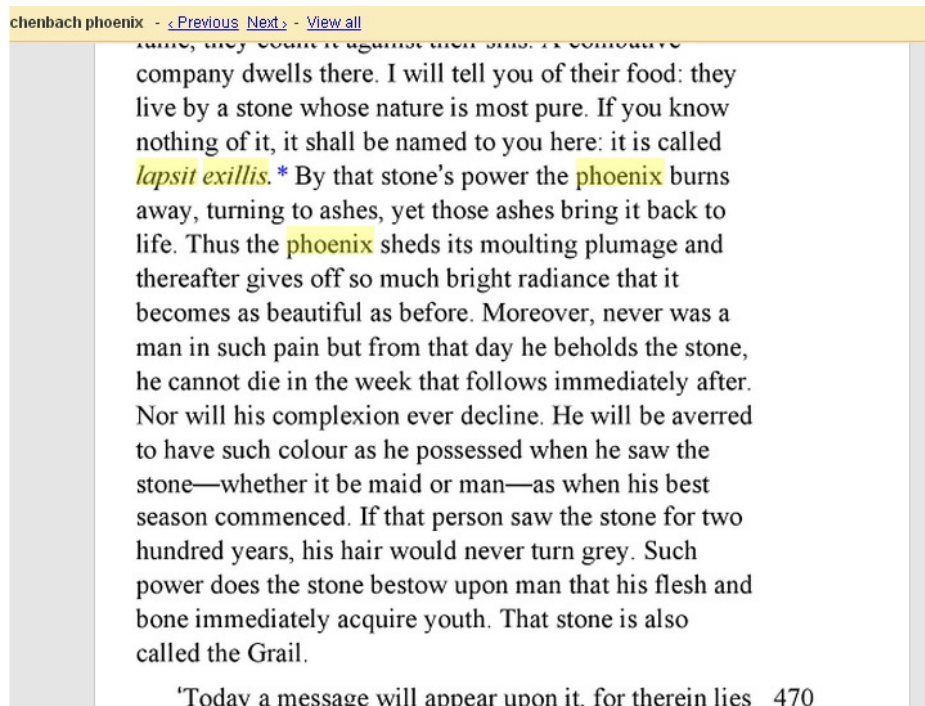 chenbach phoenix - ‹ Previous Next › - View all
fame, they count it against their sins. A combative
company dwells there. I will tell you of their food: they
live by a stone whose nature is most pure. If you know
nothing of it, it shall be named to you here: it is called
lapsit exillis.* By that stone's power the phoenix burns
away, turning to ashes, yet those ashes bring it back to
life. Thus the phoenix sheds its moulting plumage and
thereafter gives off so much bright radiance that it
becomes as beautiful as before. Moreover, never was a
man in such pain but from that day he beholds the stone,
he cannot die in the week that follows immediately after.
Nor will his complexion ever decline. He will be averred
to have such colour as he possessed when he saw the
stone—whether it be maid or man—as when his best
season commenced. If that person saw the stone for two
hundred years, his hair would never turn grey. Such
power does the stone bestow upon man that his flesh and
bone immediately acquire youth. That stone is also
called the Grail.
'Today a message will appear upon it, for therein lies 470